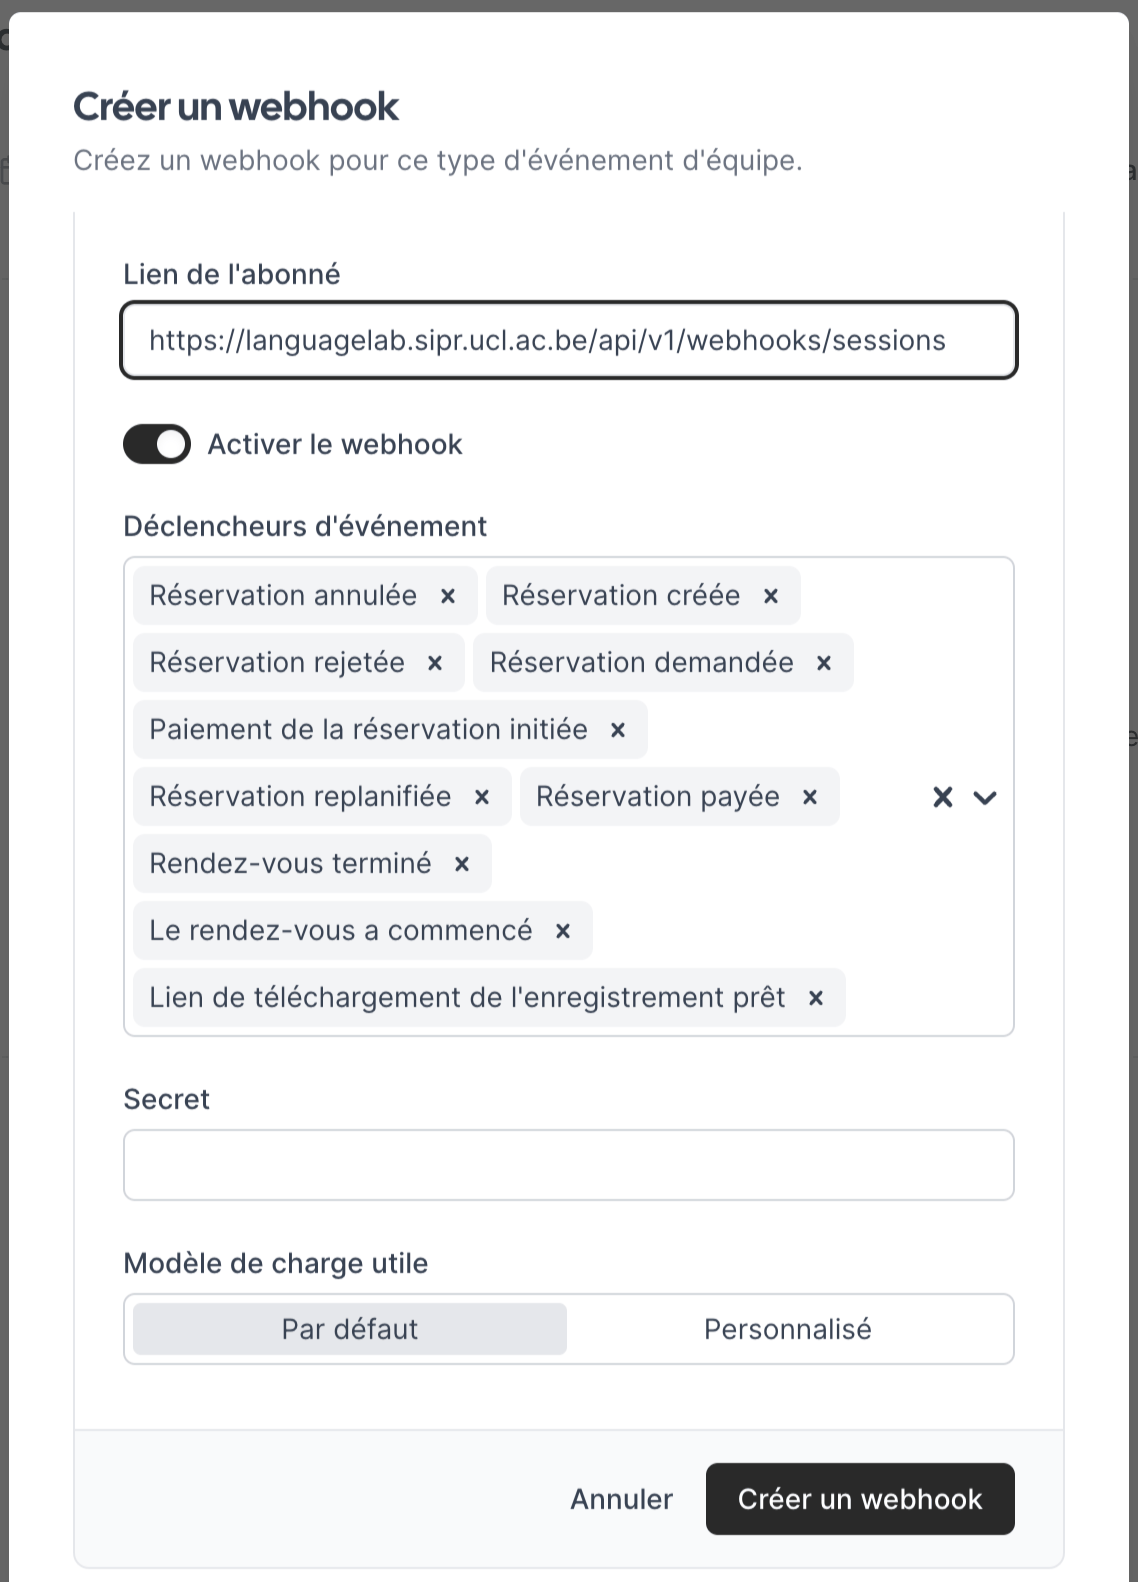 Créer un webhook
Créez un webhook pour ce type d'événement d'équipe.
Lien de l'abonné
https://languagelab.sipr.ucl.ac.be/api/v1/webhooks/sessions
Activer le webhook
Déclencheurs d'événement
Réservation annulée × Réservation créée ×
Réservation rejetée × Réservation demandée ×
Paiement de la réservation initiée ×
Réservation replanifiée × Réservation payée ×
Rendez-vous terminé ×
Le rendez-vous a commencé ×
Lien de téléchargement de l'enregistrement prêt ×
Secret
Modèle de charge utile
Par défaut Personnalisé
Annuler Créer un webhook